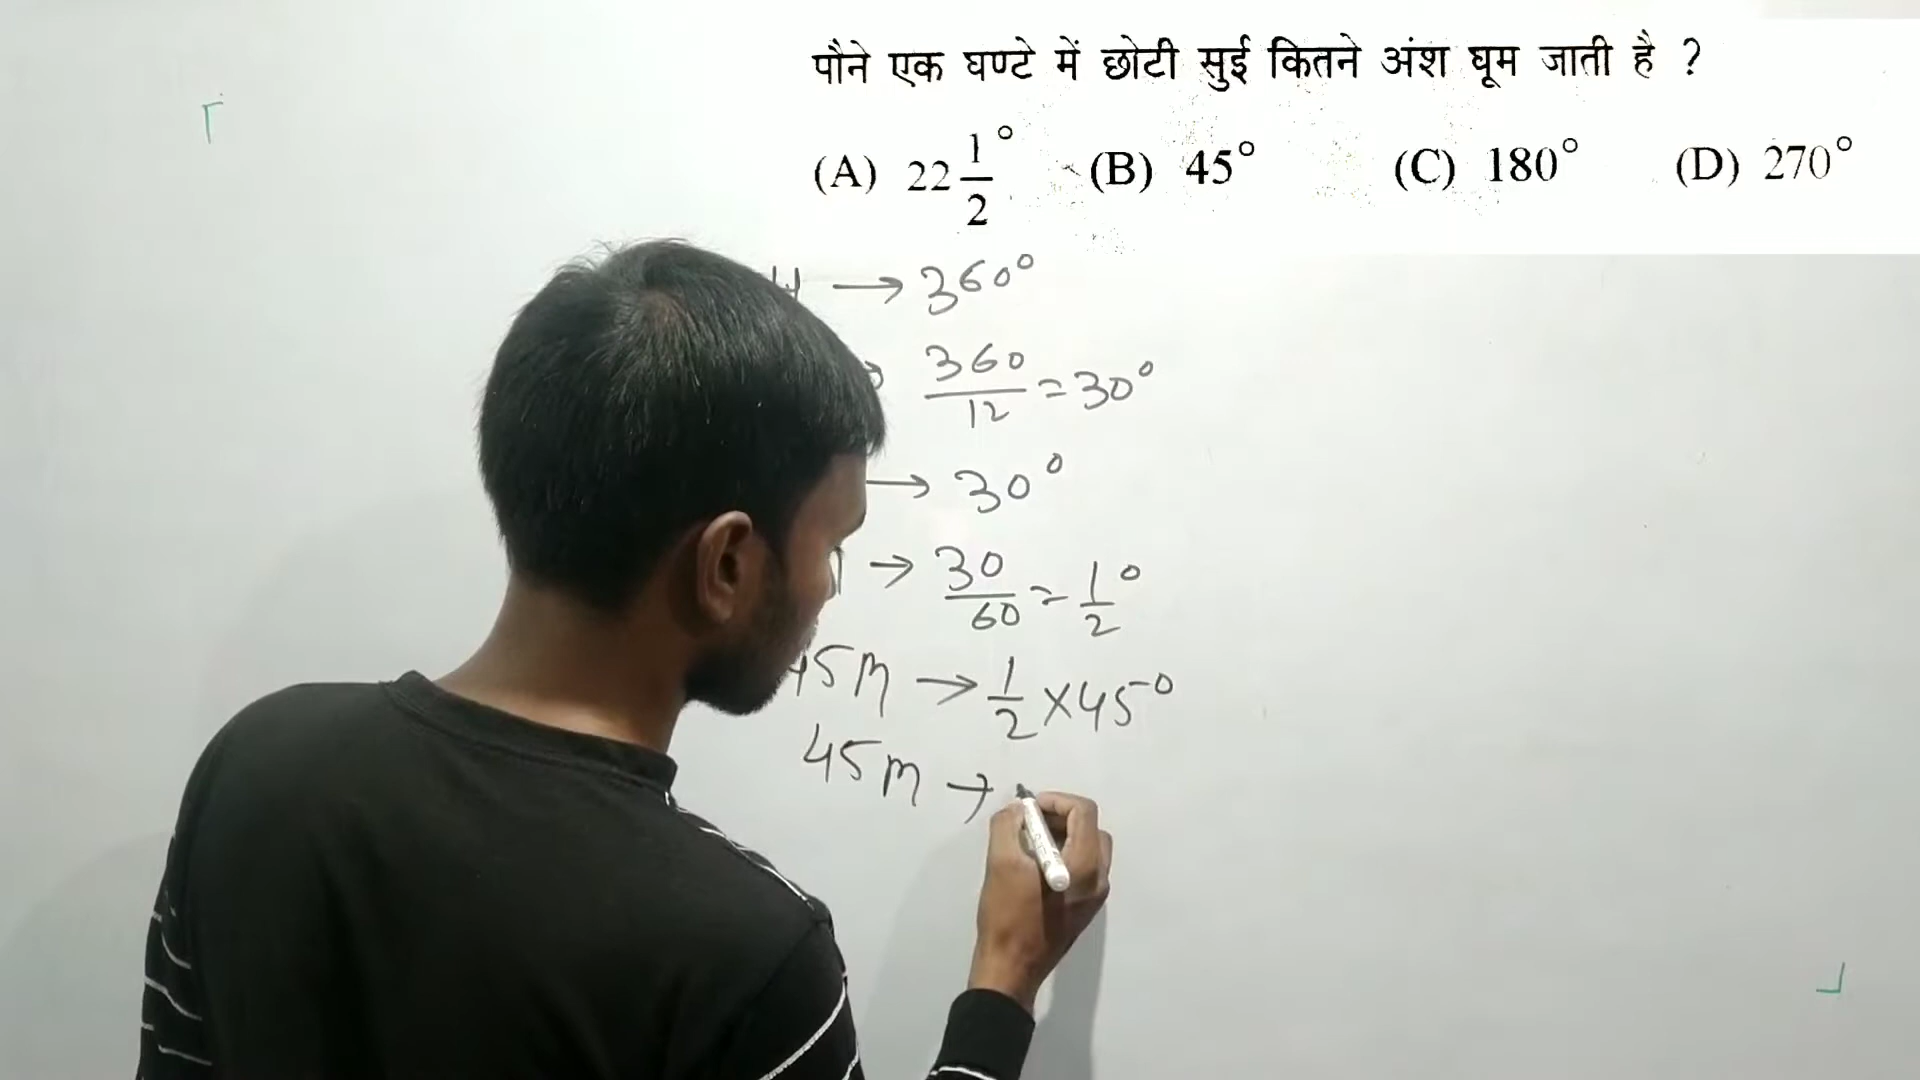 पौने एक घण्टे में छोटी सुई कितने अंश घूम जाती है ?
(A) 22 1/2° (B) 45° (C) 180° (D) 270°
H → 360°
360/12 = 30°
→ 30°
→ 30/60 = 1/2°
45M → 1/2 × 45°
45M →